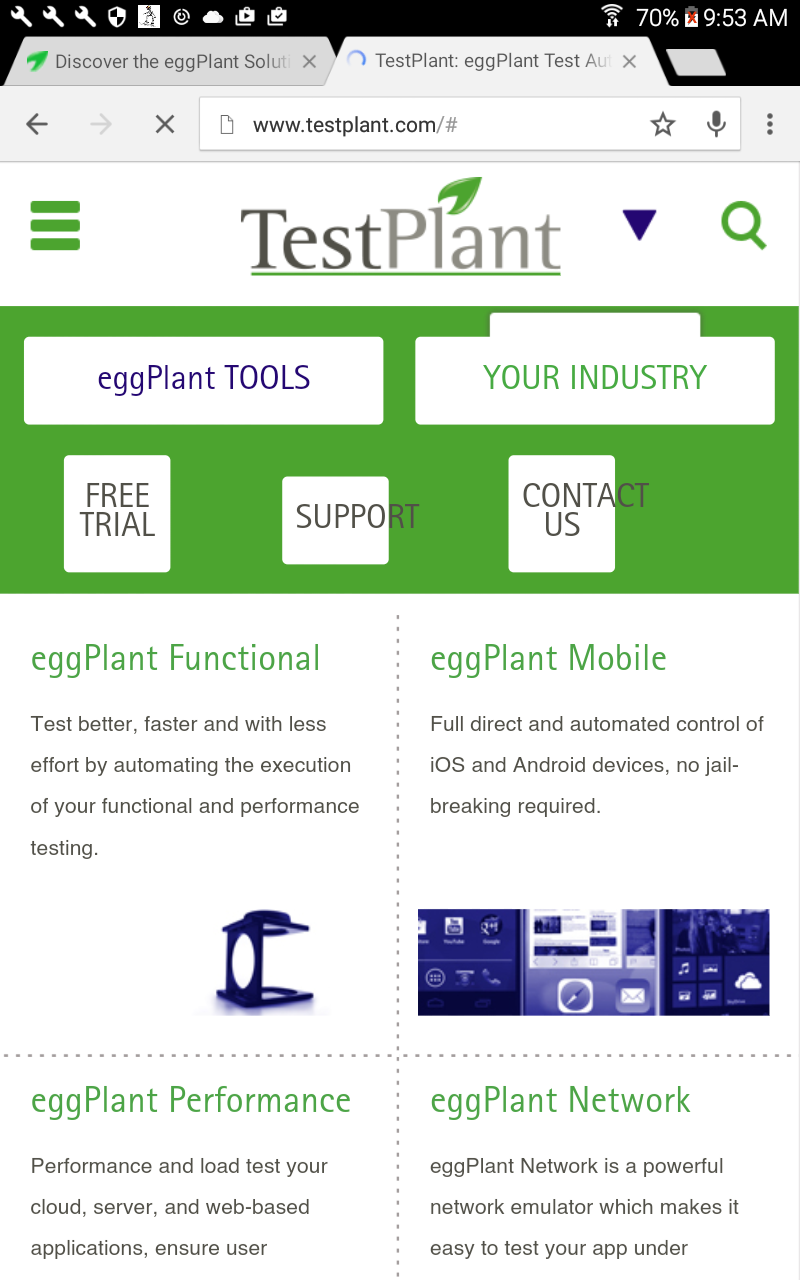 70% 9:53 AM
Discover the eggPlant Soluti
TestPlant: eggPlant Test Aut
www.testplant.com/#
TestPlant
eggPlant TOOLS
YOUR INDUSTRY
FREE
TRIAL
SUPPORT
CONTACT
US
eggPlant Functional
Test better, faster and with less
effort by automating the execution
of your functional and performance
testing.
eggPlant Mobile
Full direct and automated control of
iOS and Android devices, no jail-
breaking required.
YouTube
Google
eggPlant Performance
Performance and load test your
cloud, server, and web-based
applications, ensure user
eggPlant Network
eggPlant Network is a powerful
network emulator which makes it
easy to test your app under